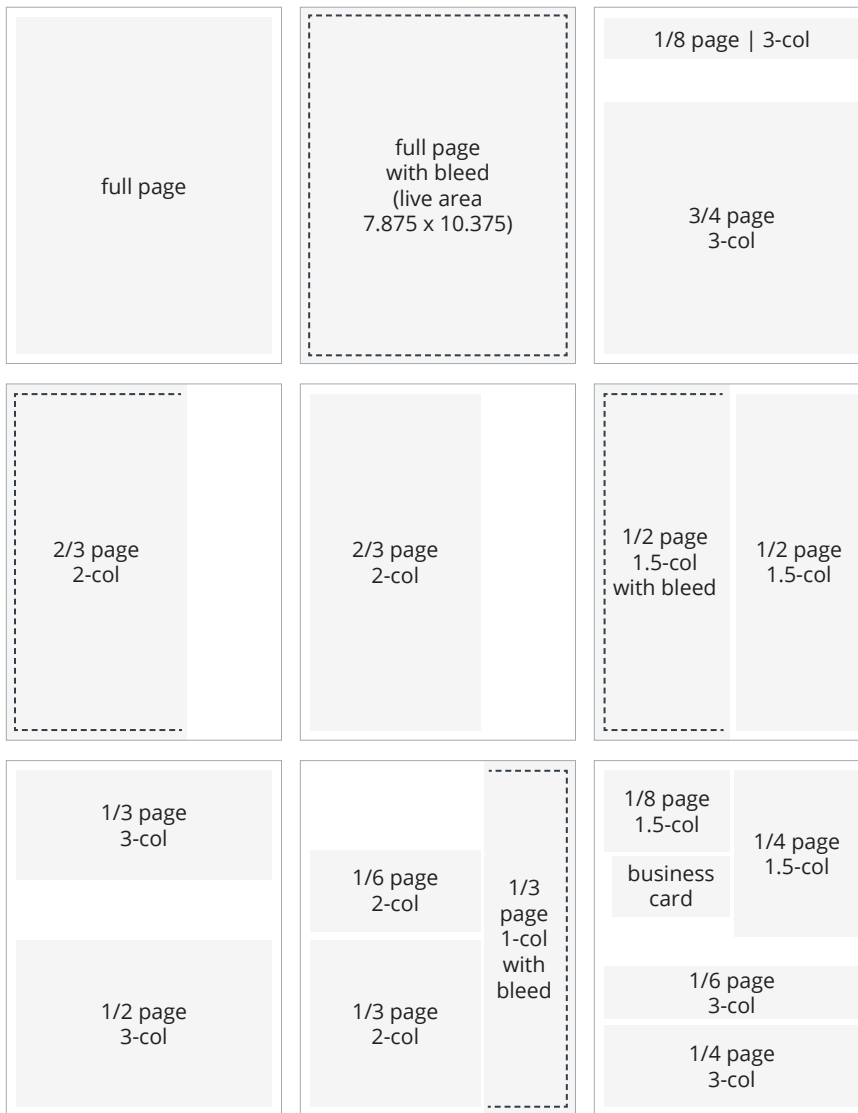 full page
full page
with bleed
(live area
7.875 x 10.375)
1/8 page | 3-col
3/4 page
3-col
2/3 page
2-col
2/3 page
2-col
1/2 page
1.5-col
with bleed
1/2 page
1.5-col
1/3 page
3-col
1/2 page
3-col
1/6 page
2-col
1/3 page
2-col
1/3
page
1-col
with
bleed
1/8 page
1.5-col
business
card
1/4 page
1.5-col
1/6 page
3-col
1/4 page
3-col